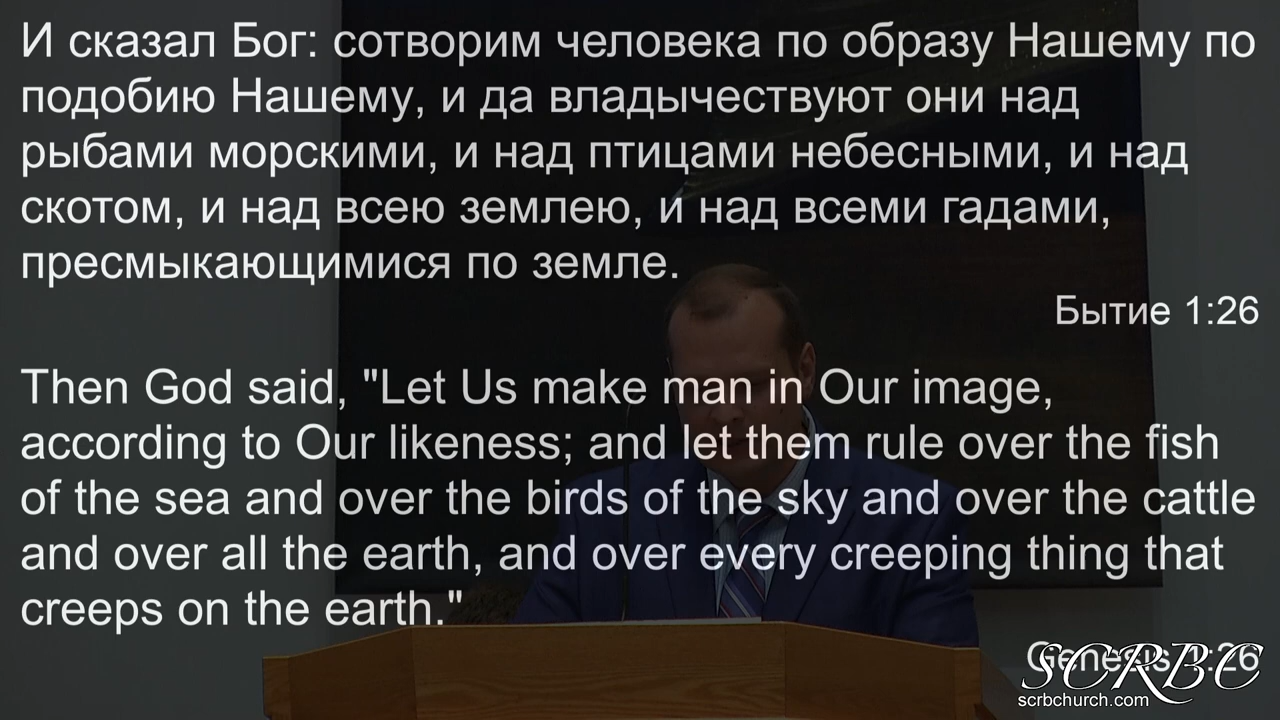 И сказал Бог: сотворим человека по образу Нашему по
подобию Нашему, и да владычествуют они над
рыбами морскими, и над птицами небесными, и над
скотом, и над всею землею, и над всеми гадами,
пресмыкающимися по земле.
Бытие 1:26
Then God said, "Let Us make man in Our image,
according to Our likeness; and let them rule over the fish
of the sea and over the birds of the sky and over the cattle
and over all the earth, and over every creeping thing that
creeps on the earth."
Genesis 1:26
SCRBC
scrbchurch.com